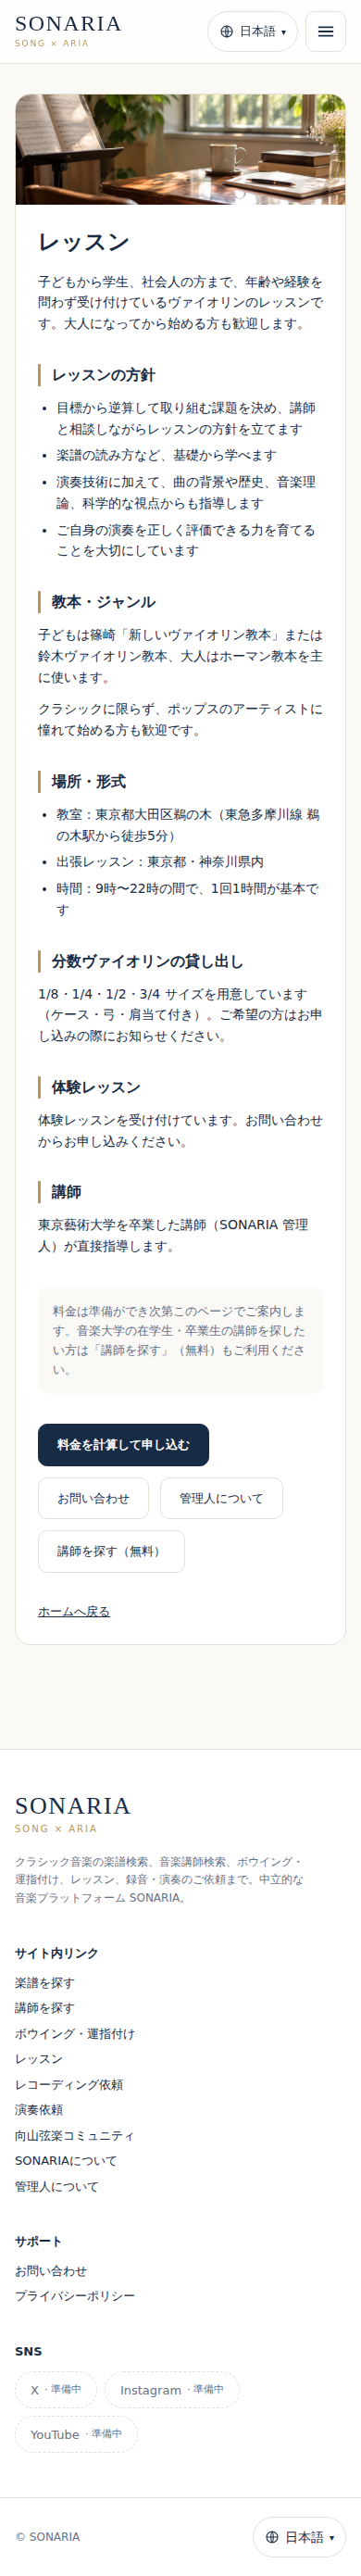 SONARIA
SONG × ARIA
日本語 ▾
レッスン
子どもから学生、社会人の方まで、年齢や経験を
問わず受け付けているヴァイオリンのレッスンで
す。大人になってから始める方も歓迎します。
レッスンの方針
• 目標から逆算して取り組む課題を決め、講師
と相談しながらレッスンの方針を立てます
• 楽譜の読み方など、基礎から学べます
• 演奏技術に加えて、曲の背景や歴史、音楽理
論、科学的な視点からも指導します
• ご自身の演奏を正しく評価できる力を育てる
ことを大切にしています
教本・ジャンル
子どもは篠崎「新しいヴァイオリン教本」または
鈴木ヴァイオリン教本、大人はホーマン教本を主
に使います。
クラシックに限らず、ポップスのアーティストに
憧れて始める方も歓迎です。
場所・形式
• 教室：東京都大田区鵜の木（東急多摩川線 鵜
の木駅から徒歩5分）
• 出張レッスン：東京都・神奈川県内
• 時間：9時〜22時の間で、1回1時間が基本で
す
分数ヴァイオリンの貸し出し
1/8・1/4・1/2・3/4 サイズを用意しています
（ケース・弓・肩当て付き）。ご希望の方はお申
し込みの際にお知らせください。
体験レッスン
体験レッスンを受け付けています。お問い合わせ
からお申し込みください。
講師
東京藝術大学を卒業した講師（SONARIA 管理
人）が直接指導します。
料金は準備ができ次第このページでご案内しま
す。音楽大学の在学生・卒業生の講師を探した
い方は「講師を探す」（無料）もご利用くださ
い。
料金を計算して申し込む
お問い合わせ
管理人について
講師を探す（無料）
ホームへ戻る
SONARIA
SONG × ARIA
クラシック音楽の楽譜検索、音楽講師検索、ボウイング・
運指付け、レッスン、録音・演奏のご依頼まで。中立的な
音楽プラットフォーム SONARIA。
サイト内リンク
楽譜を探す
講師を探す
ボウイング・運指付け
レッスン
レコーディング依頼
演奏依頼
向山弦楽コミュニティ
SONARIAについて
管理人について
サポート
お問い合わせ
プライバシーポリシー
SNS
X · 準備中
Instagram · 準備中
YouTube · 準備中
© SONARIA
日本語 ▾